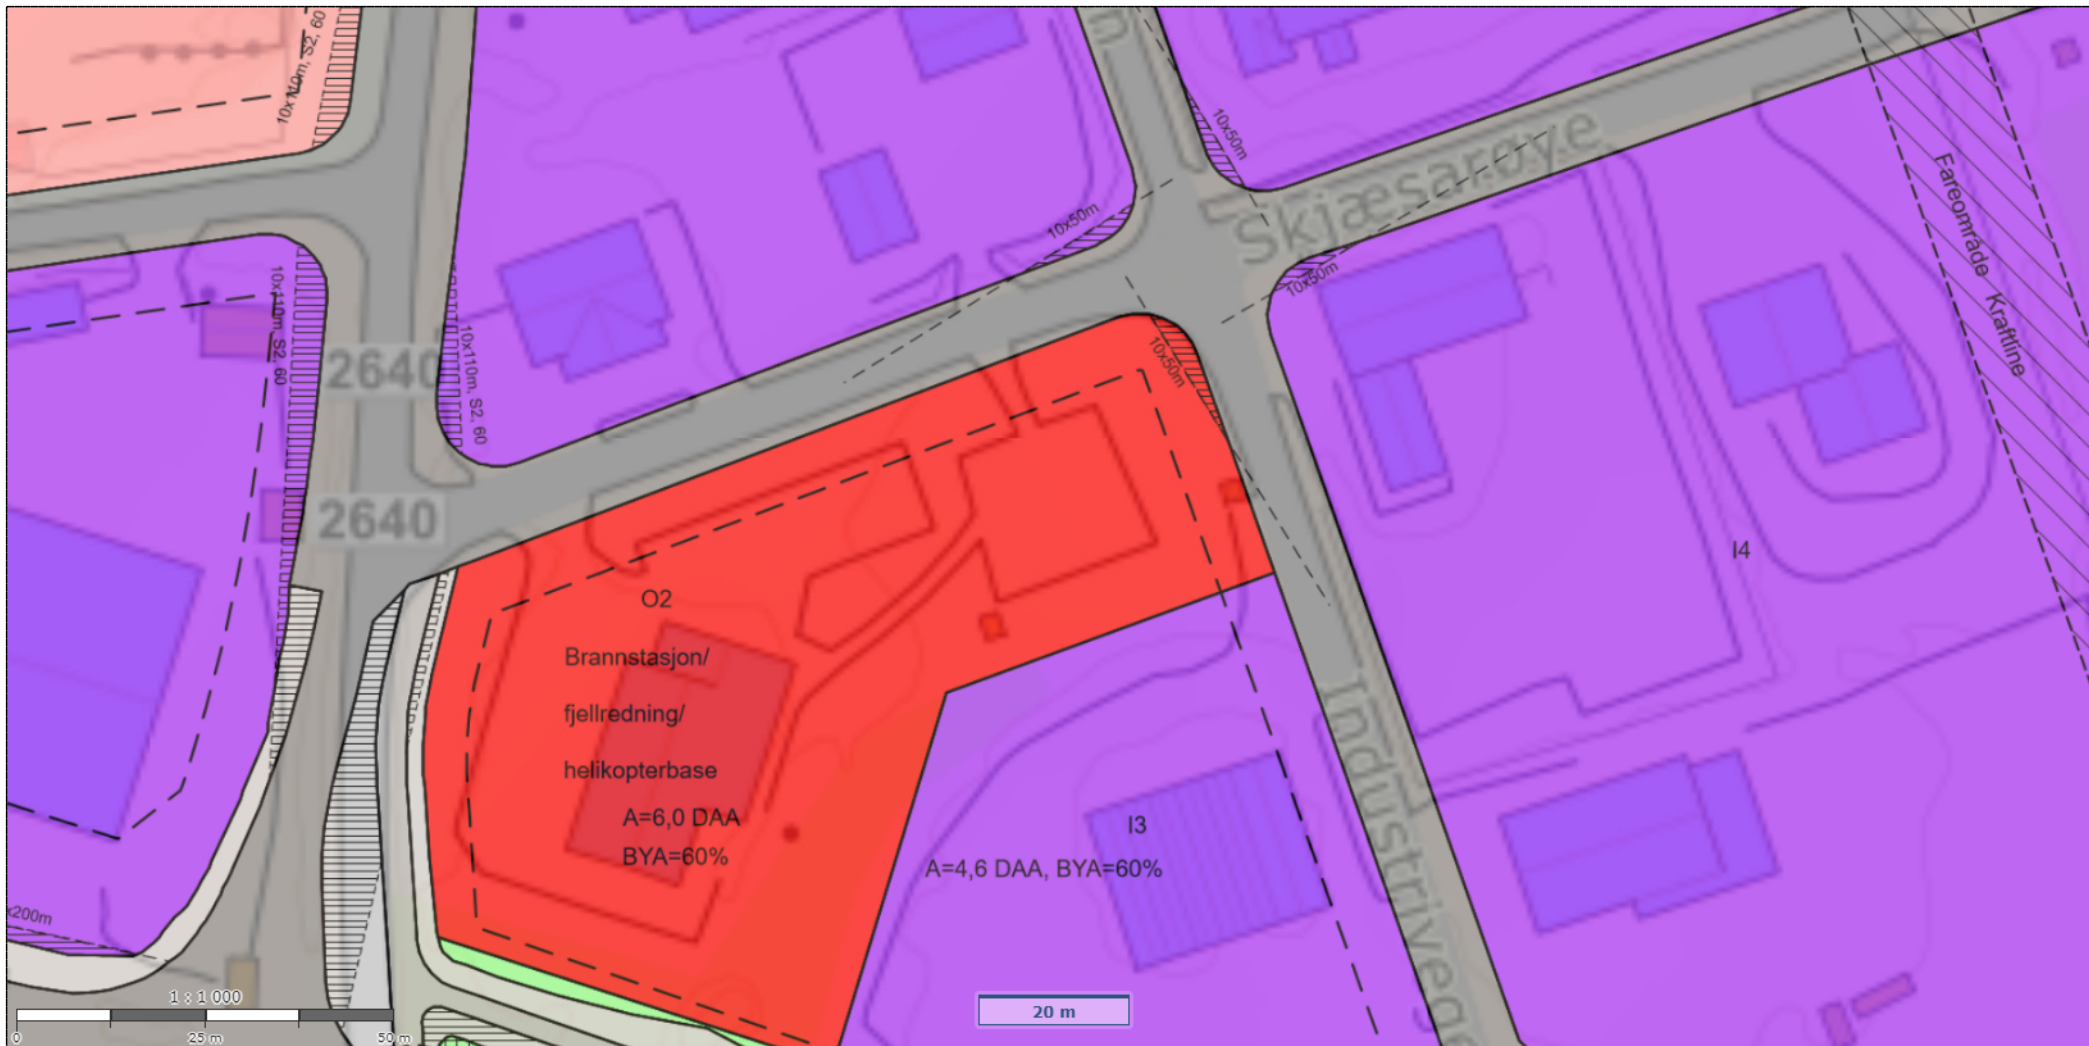 10x110m, S2, 60
10x50m
Skjæsarøye
10x50m
10x50m
Fareområde Kraftline
10x110m, S2, 60
10x110m, S2, 60
2640
10x50m
2640
I4
O2
Brannstasjon/
fjellredning/
helikopterbase
A=6,0 DAA
BYA=60%
I3
A=4,6 DAA, BYA=60%
x200m
1 : 1 000
0 25 m 50 m
20 m